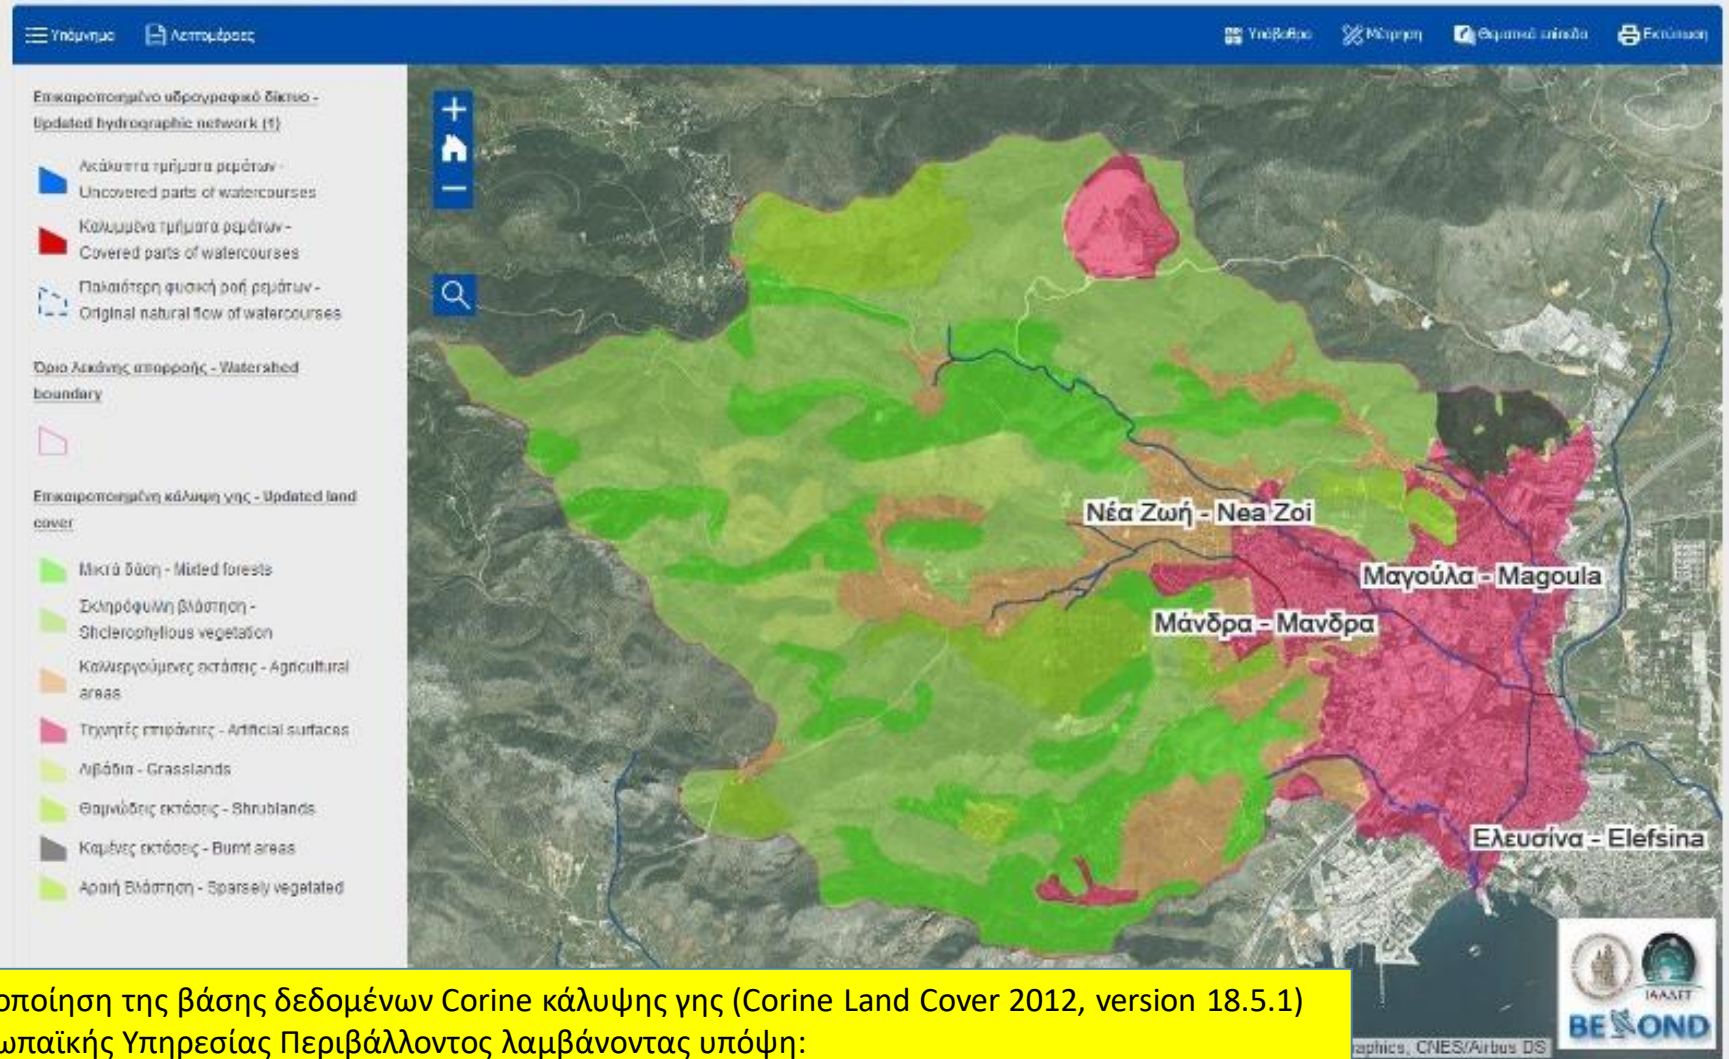 Υπόμνημα
Λεπτομέρειες
Υπόβαθρο
Μέτρηση
Θεματικά επίπεδα
Εκτύπωση
Επικαιροποιημένο υδρογραφικό δίκτυο -
Updated hydrographic network (1)
Ακάλυπτα τμήματα ρεμάτων -
Uncovered parts of watercourses
Καλυμμένα τμήματα ρεμάτων -
Covered parts of watercourses
Παλαιότερη φυσική ροή ρεμάτων -
Original natural flow of watercourses
Όριο λεκάνης απορροής - Watershed
boundary
Επικαιροποιημένη κάλυψη γης - Updated land
cover
Μικτά δάση - Mixted forests
Σκληρόφυλλη βλάστηση -
Shclerophyllous vegetation
Καλλιεργούμενες εκτάσεις - Agricultural
areas
Τεχνητές επιφάνειες - Artificial surfaces
Λιβάδια - Grasslands
Θαμνώδεις εκτάσεις - Shrublands
Καμένες εκτάσεις - Burnt areas
Αραιή Βλάστηση - Sparsely vegetated
Νέα Ζωή - Nea Zoi
Μαγούλα - Magoula
Μάνδρα - Μανδρα
Ελευσίνα - Elefsina
ΙΑΑΔΕΤ
BEYOND
aphics, CNES/Airbus DS
οποίηση της βάσης δεδομένων Corine κάλυψης γης (Corine Land Cover 2012, version 18.5.1)
ωπαϊκής Υπηρεσίας Περιβάλλοντος λαμβάνοντας υπόψη: